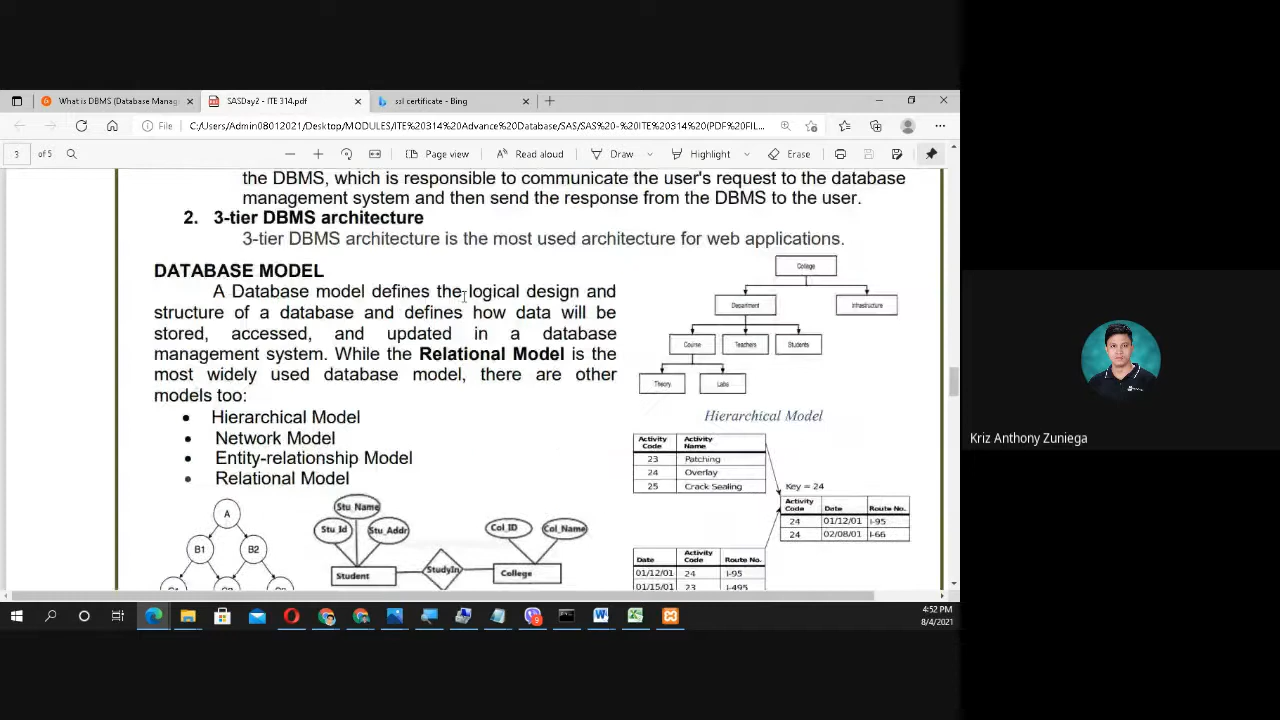 What is DBMS (Database Manag
SASDay2 - ITE 314.pdf
ssl certificate - Bing
File
C:/Users/Admin08012021/Desktop/MODULES/ITE%20314%20Advance%20Database/SAS/SAS%20-%20ITE%20314%20(PDF%20FIL...
3 of 5
Page view
Read aloud
Draw
Highlight
Erase
the DBMS, which is responsible to communicate the user's request to the database
management system and then send the response from the DBMS to the user.
2. 3-tier DBMS architecture
3-tier DBMS architecture is the most used architecture for web applications.
DATABASE MODEL
A Database model defines the logical design and
structure of a database and defines how data will be
stored, accessed, and updated in a database
management system. While the Relational Model is the
most widely used database model, there are other
models too:
• Hierarchical Model
• Network Model
• Entity-relationship Model
• Relational Model
College
Department
Infrastructure
Course
Teachers
Students
Theory
Labs
Hierarchical Model
Activity Code Activity Name
23 Patching
24 Overlay
25 Crack Sealing
Key = 24
Activity Code Date Route No.
24 01/12/01 I-95
24 02/08/01 I-66
Date Activity Code Route No.
01/12/01 24 I-95
01/15/01 23 I-495
A
B1
B2
Stu_Name
Stu_Id
Stu_Addr
Col_ID
Col_Name
Student
StudyIn
College
Kriz Anthony Zuniega
9
4:52 PM
8/4/2021